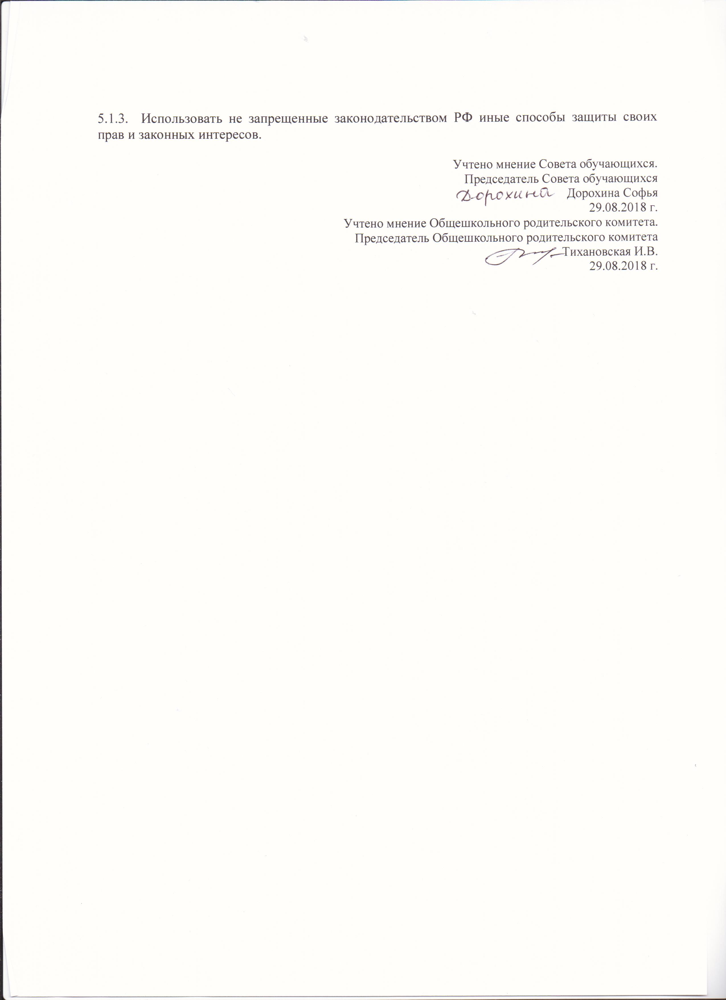 5.1.3. Использовать не запрещенные законодательством РФ иные способы защиты своих
прав и законных интересов.
Учтено мнение Совета обучающихся.
Председатель Совета обучающихся
Дорохина Дорохина Софья
29.08.2018 г.
Учтено мнение Общешкольного родительского комитета.
Председатель Общешкольного родительского комитета
Тихановская И.В.
29.08.2018 г.